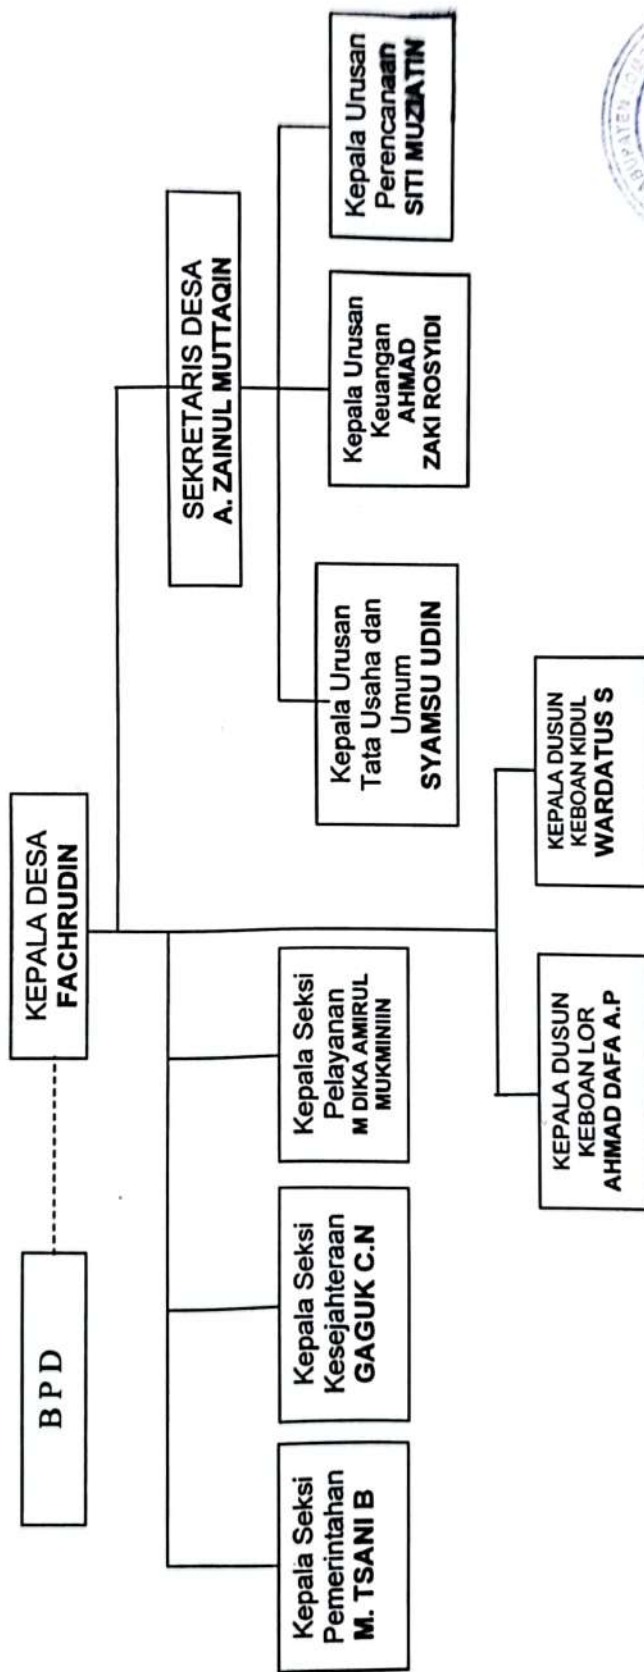 B P D
KEPALA DESA
FACHRUDIN
SEKRETARIS DESA
A. ZAINUL MUTTAQIN
Kepala Seksi
Pemerintahan
M. TSANI B
Kepala Seksi
Kesejahteraan
GAGUK C.N
Kepala Seksi
Pelayanan
M DIKA AMIRUL
MUKMINIIN
Kepala Urusan
Tata Usaha dan
Umum
SYAMSU UDIN
Kepala Urusan
Keuangan
AHMAD
ZAKI ROSYIDI
Kepala Urusan
Perencanaan
SITI MUZIATIN
KEPALA DUSUN
KEBOAN LOR
AHMAD DAFA A.P
KEPALA DUSUN
KEBOAN KIDUL
WARDATUS S